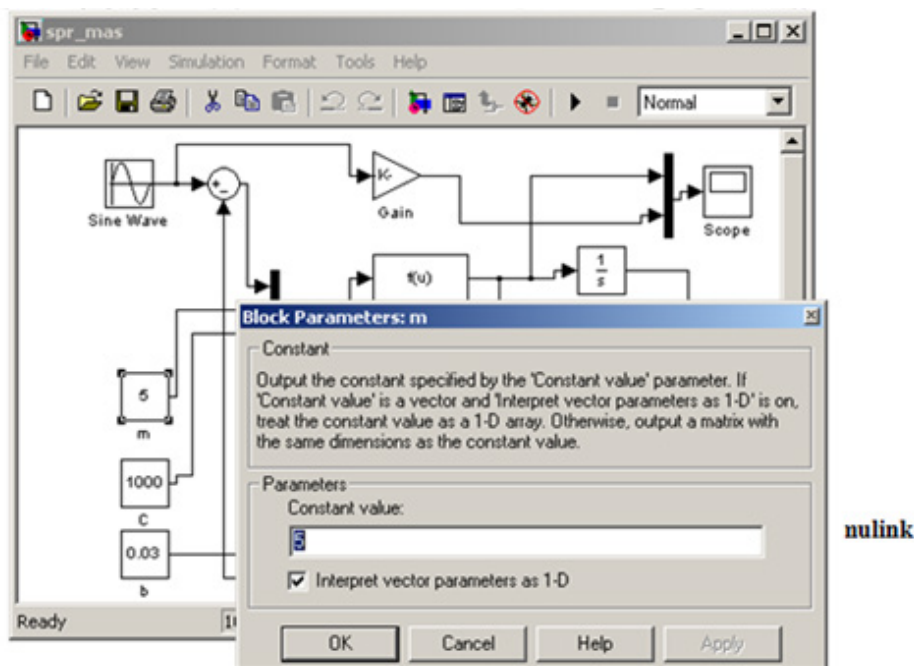 spr_mas
File Edit View Simulation Format Tools Help
Normal
K-
Sine Wave
Gain
Scope
f(u)
1
s
Block Parameters: m
Constant
Output the constant specified by the 'Constant value' parameter. If
'Constant value' is a vector and 'Interpret vector parameters as 1-D' is on,
treat the constant value as a 1-D array. Otherwise, output a matrix with
the same dimensions as the constant value.
5
m
1000
C
0.03
b
Parameters
Constant value:
5
Interpret vector parameters as 1-D
nulink
Ready
OK Cancel Help Apply